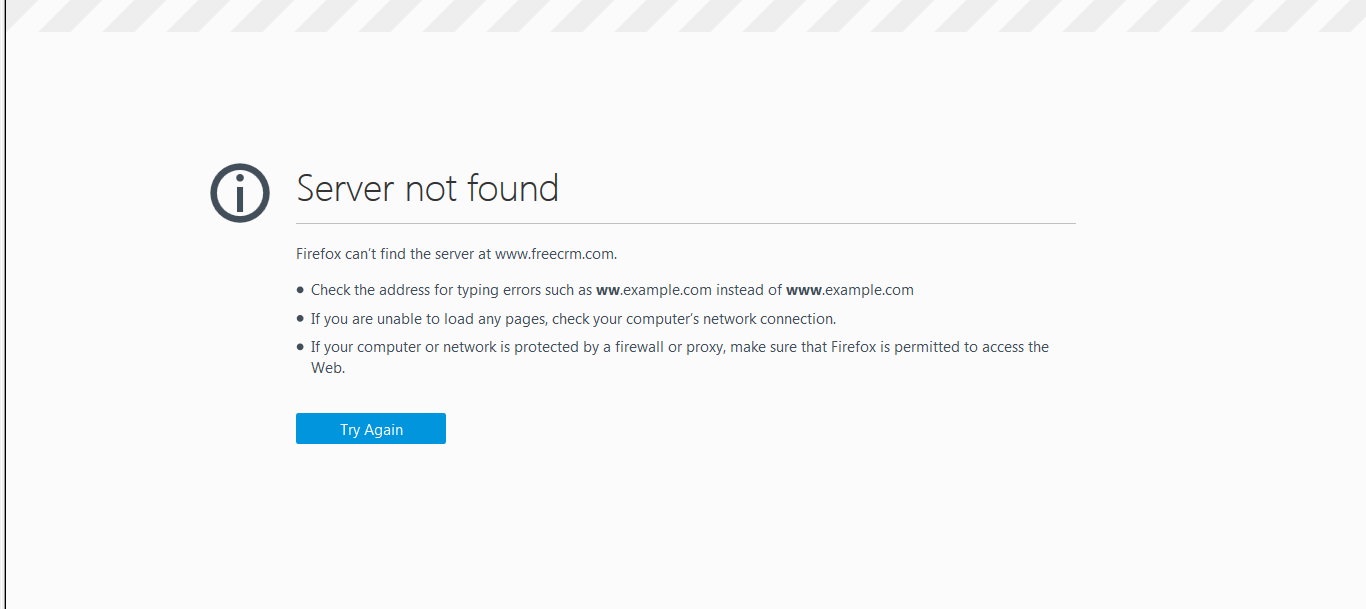 Server not found
Firefox can’t find the server at www.freecrm.com.
• Check the address for typing errors such as ww.example.com instead of www.example.com
• If you are unable to load any pages, check your computer’s network connection.
• If your computer or network is protected by a firewall or proxy, make sure that Firefox is permitted to access the
Web.
Try Again